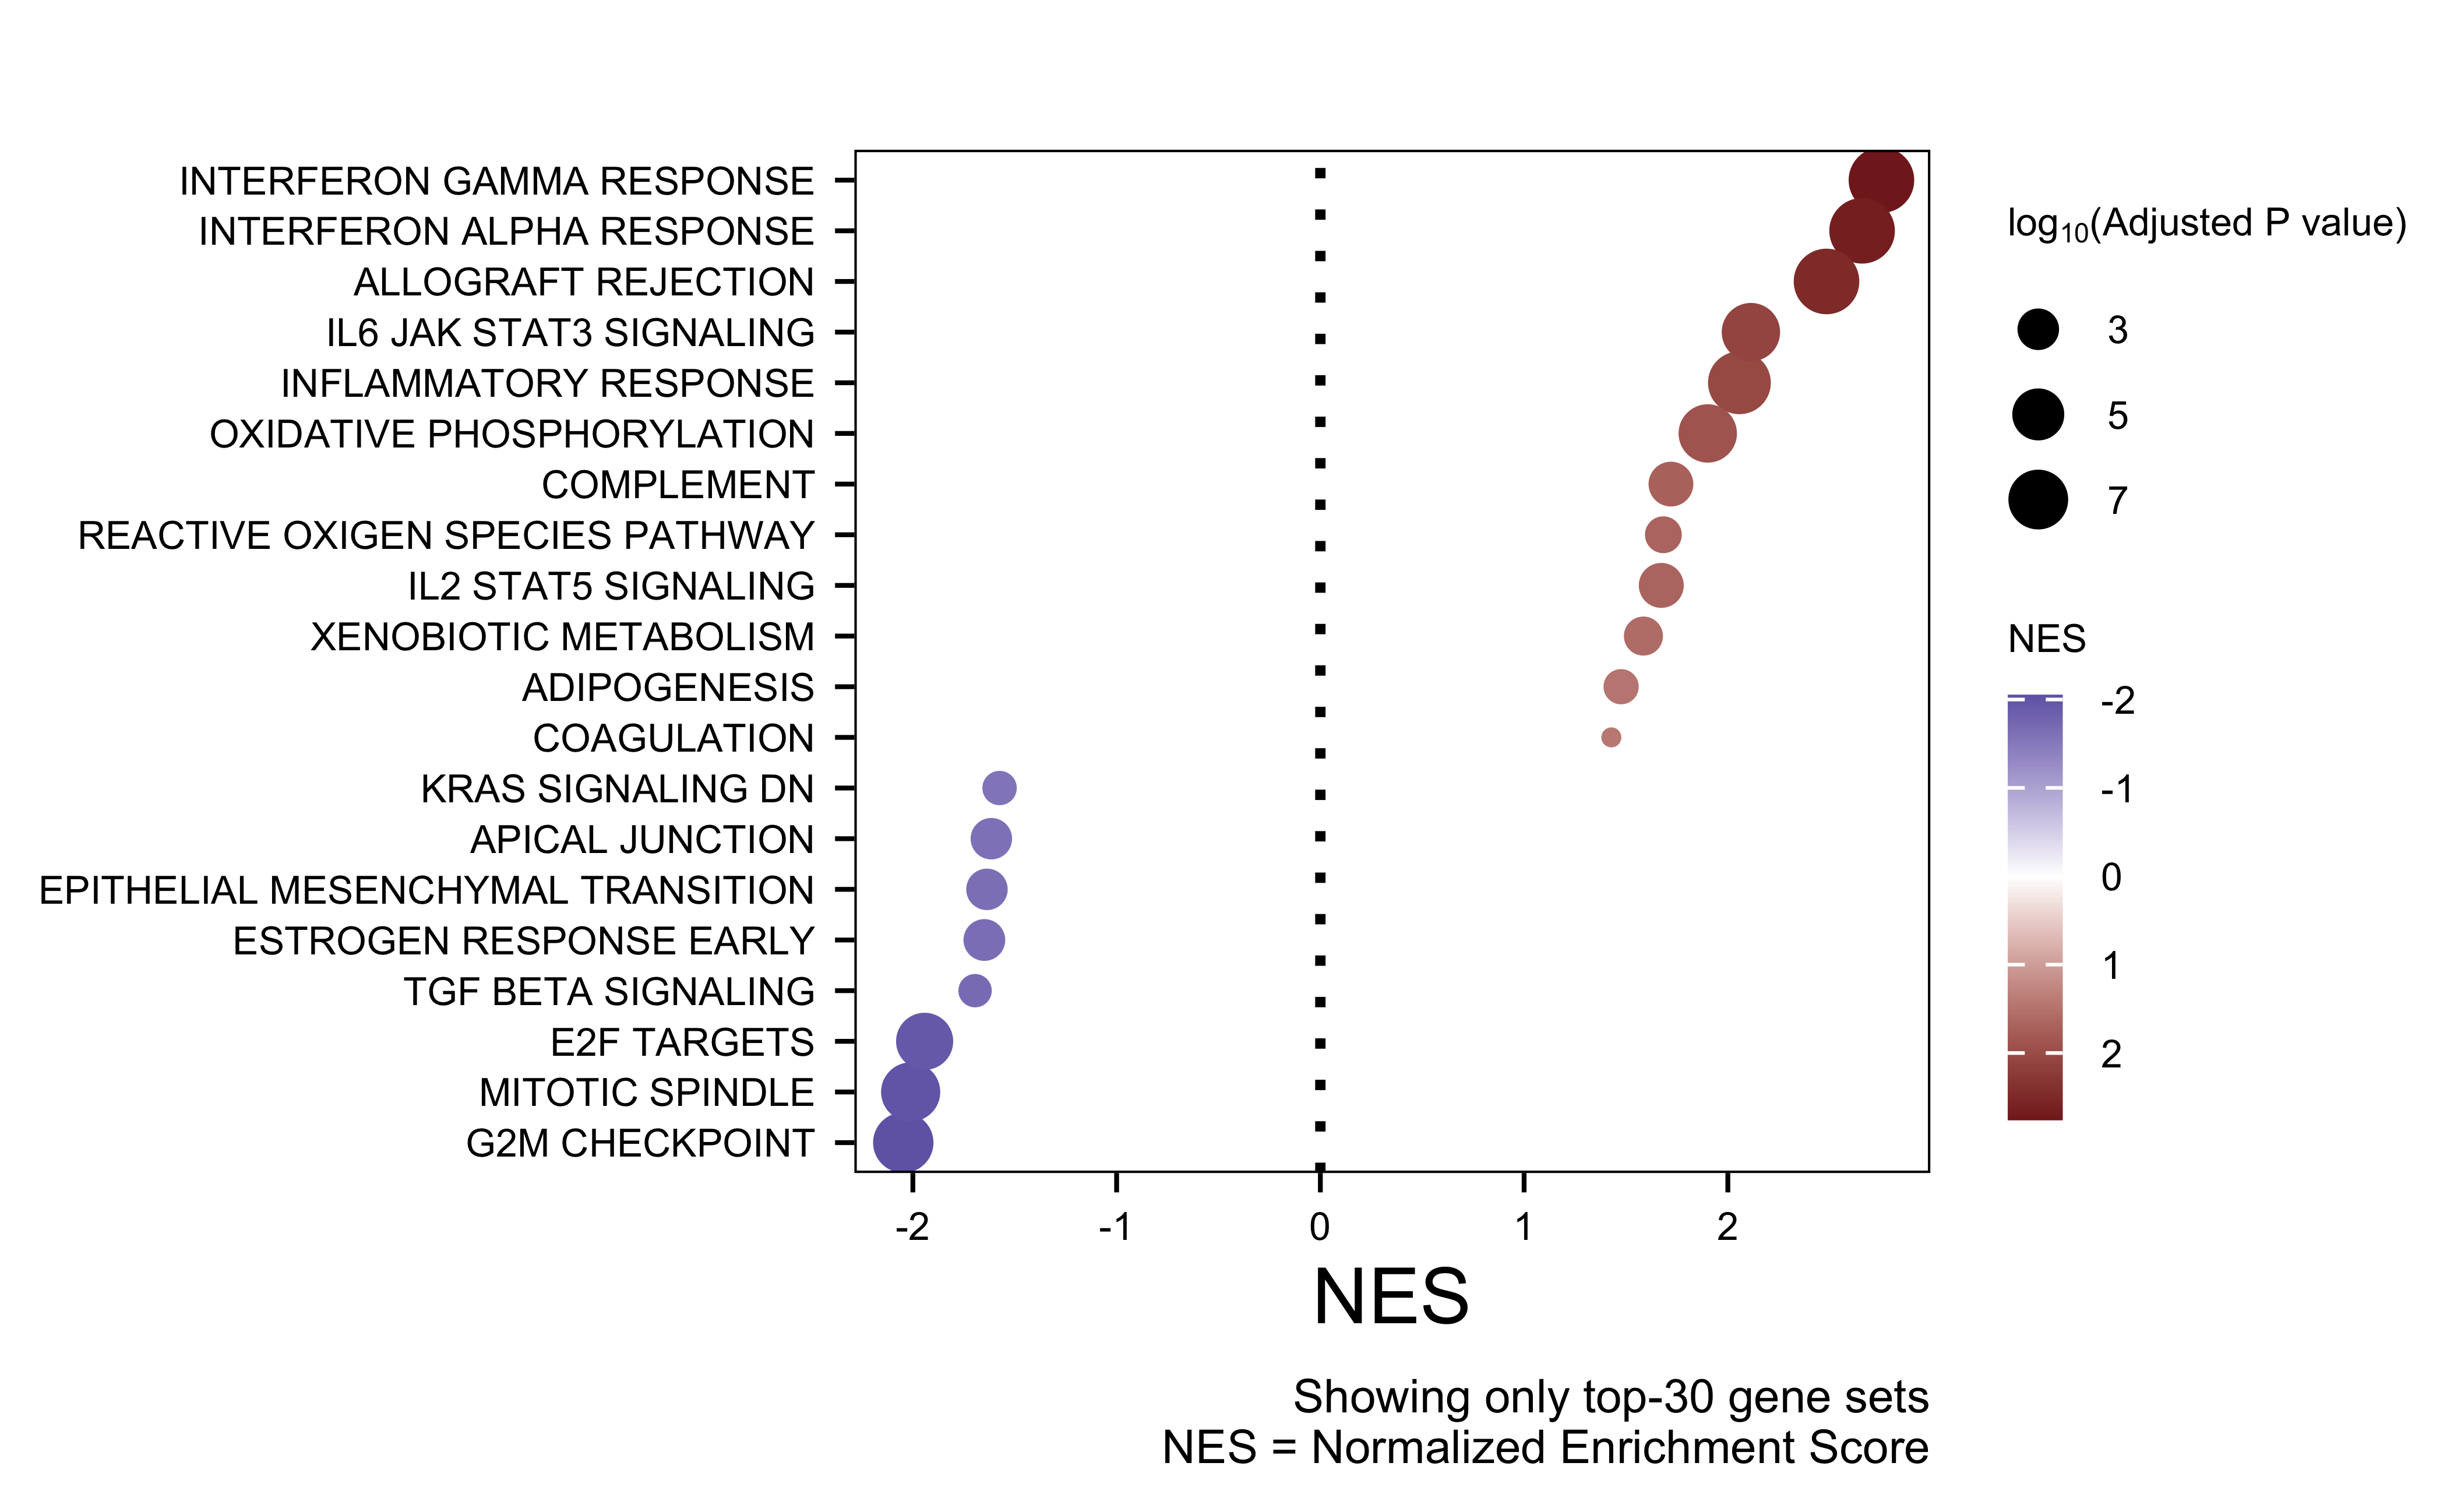 INTERFERON GAMMA RESPONSE
INTERFERON ALPHA RESPONSE
ALLOGRAFT REJECTION
IL6 JAK STAT3 SIGNALING
INFLAMMATORY RESPONSE
OXIDATIVE PHOSPHORYLATION
COMPLEMENT
REACTIVE OXIGEN SPECIES PATHWAY
IL2 STAT5 SIGNALING
XENOBIOTIC METABOLISM
ADIPOGENESIS
COAGULATION
KRAS SIGNALING DN
APICAL JUNCTION
EPITHELIAL MESENCHYMAL TRANSITION
ESTROGEN RESPONSE EARLY
TGF BETA SIGNALING
E2F TARGETS
MITOTIC SPINDLE
G2M CHECKPOINT
-2 -1 0 1 2
NES
Showing only top-30 gene sets
NES = Normalized Enrichment Score
log₁₀(Adjusted P value)
3
5
7
NES
-2
-1
0
1
2